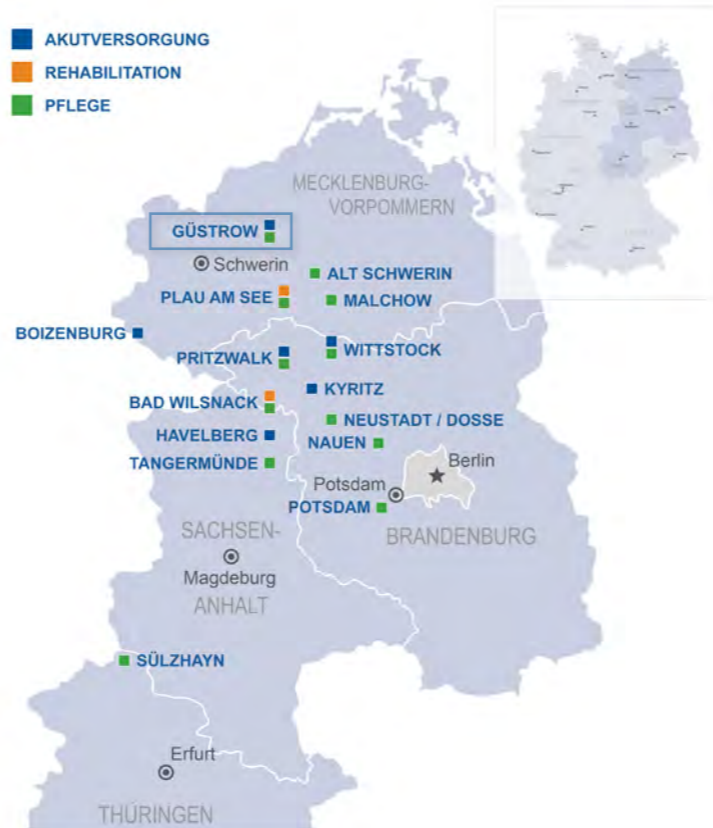 AKUTVERSORGUNG
REHABILITATION
PFLEGE
MECKLENBURG-
VORPOMMERN
GÜSTROW
Schwerin
ALT SCHWERIN
PLAU AM SEE
MALCHOW
BOIZENBURG
WITTSTOCK
PRITZWALK
KYRITZ
BAD WILSNACK
NEUSTADT / DOSSE
HAVELBERG
NAUEN
TANGERMÜNDE
Berlin
Potsdam
POTSDAM
BRANDENBURG
SACHSEN-
Magdeburg
ANHALT
SÜLZHAYN
Erfurt
THÜRINGEN